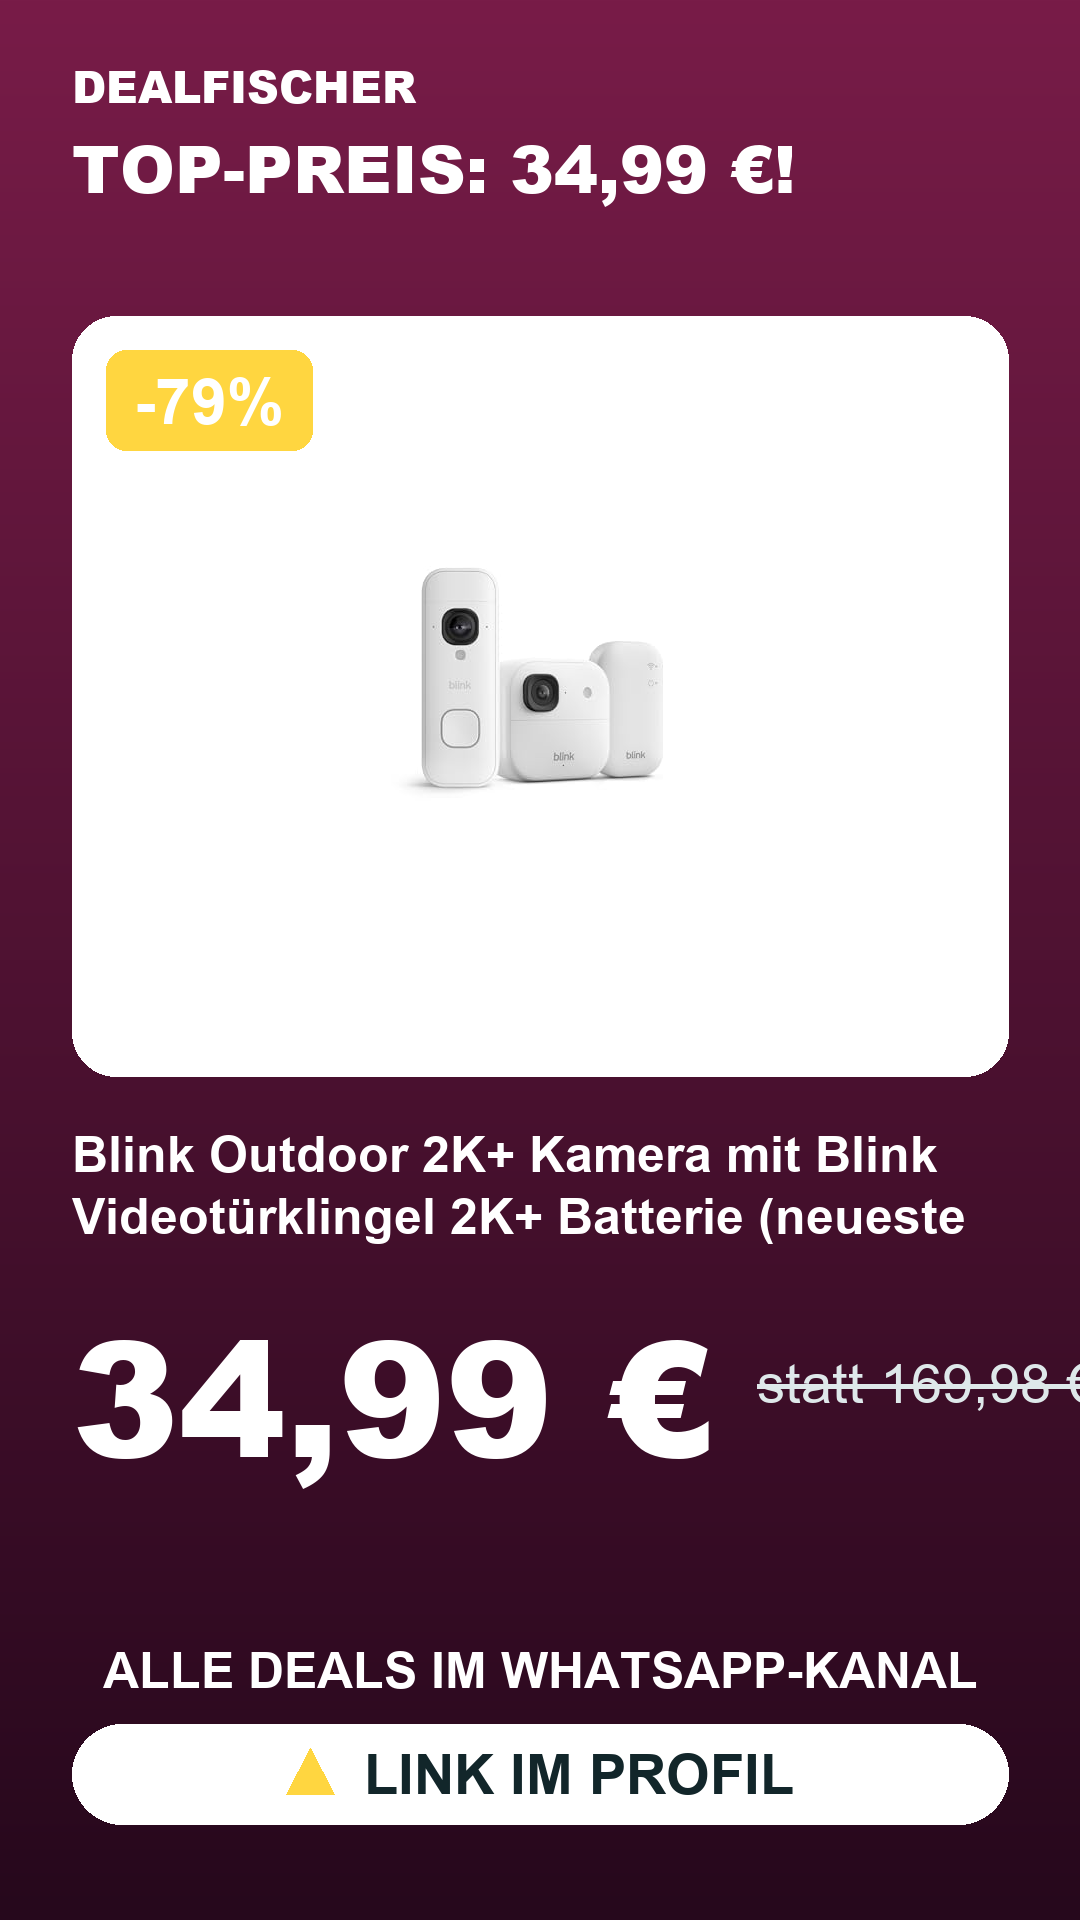 DEALFISCHER
TOP-PREIS: 34,99 €!
-79%
blink
blink
blink
Blink Outdoor 2K+ Kamera mit Blink
Videotürklingel 2K+ Batterie (neueste
34,99 €
statt 169,98 €
ALLE DEALS IM WHATSAPP-KANAL
LINK IM PROFIL